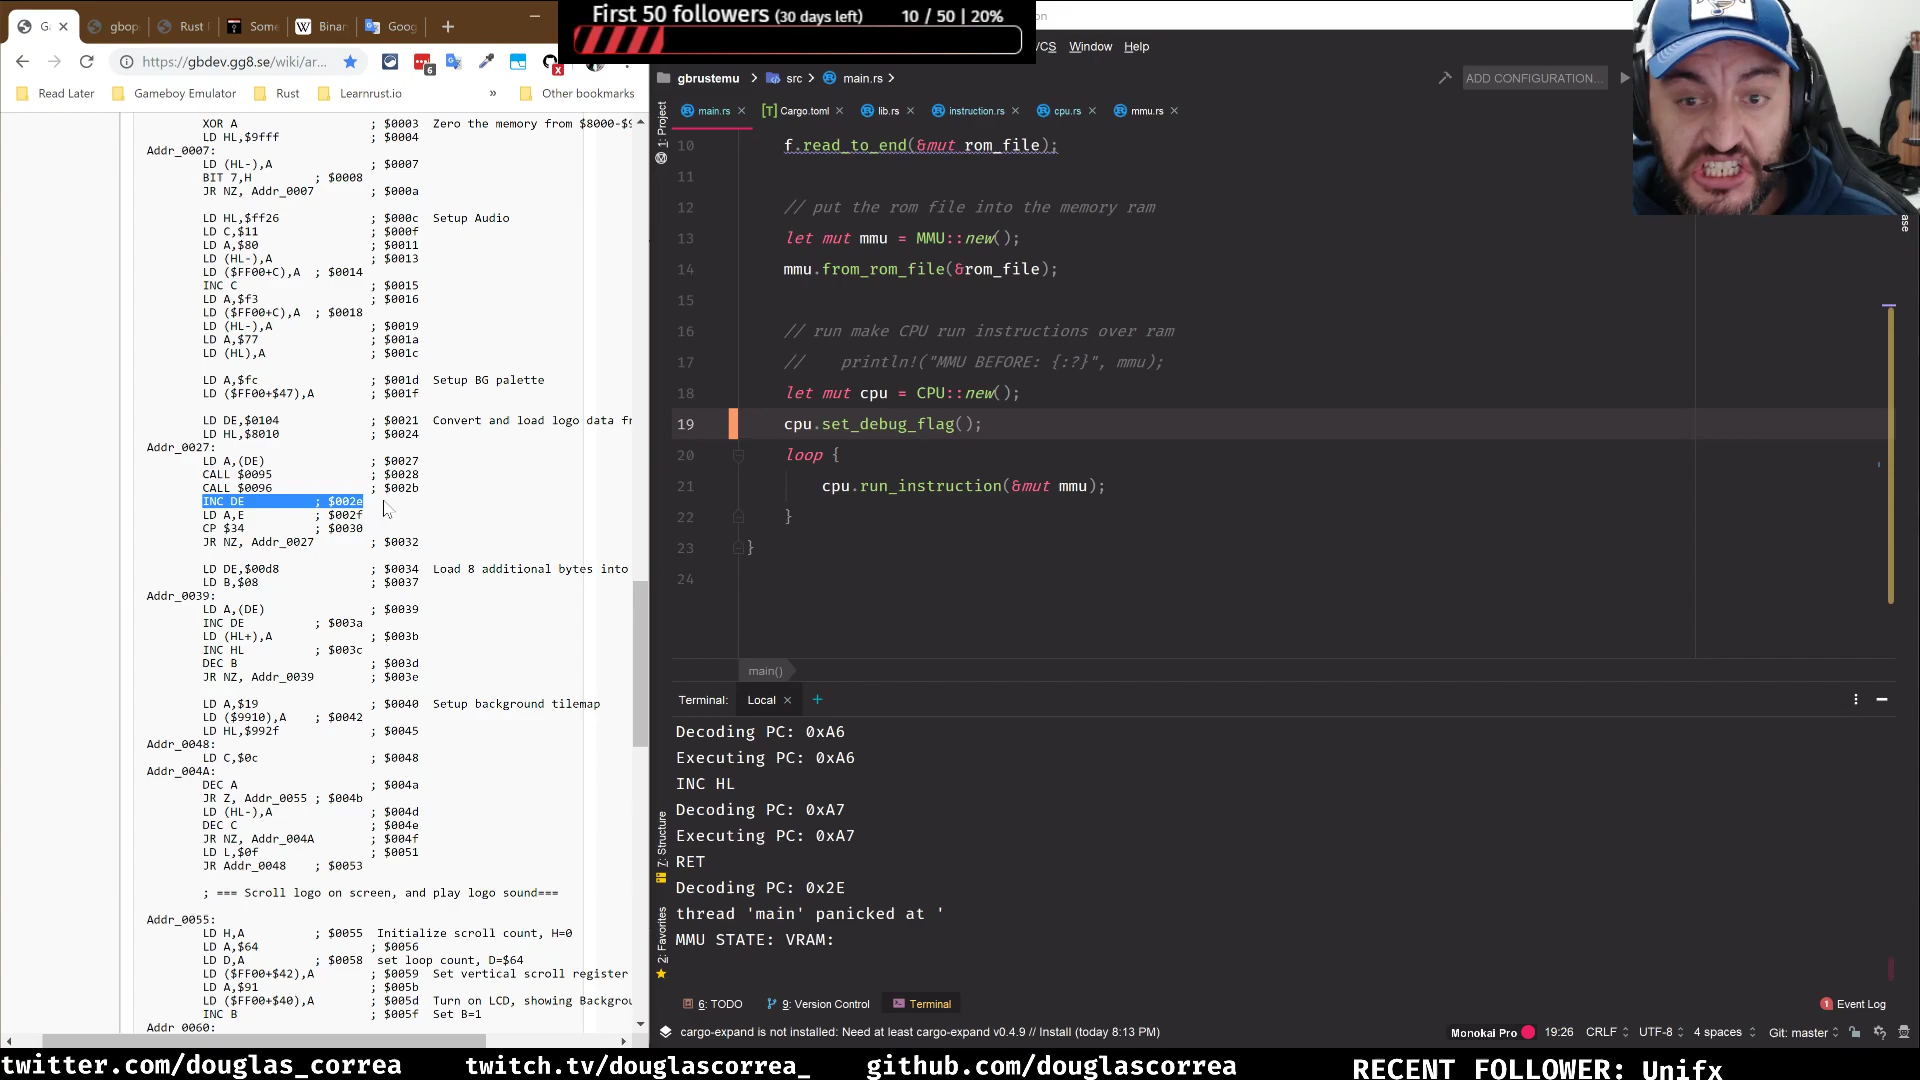 First 50 followers (30 days left) 10 / 50 | 20%
Gbop
Rust
Some
Binar
Goog
https://gbdev.gg8.se/wiki/ar...
Read Later
Gameboy Emulator
Rust
Learnrust.io
»
Other bookmarks
XOR A ; $0003 Zero the memory from $8000-$9
LD HL,$9fff ; $0004
Addr_0007:
LD (HL-),A ; $0007
BIT 7,H ; $0008
JR NZ, Addr_0007 ; $000a
LD HL,$ff26 ; $000c Setup Audio
LD C,$11 ; $000f
LD A,$80 ; $0011
LD (HL-),A ; $0013
LD ($FF00+C),A ; $0014
INC C ; $0015
LD A,$f3 ; $0016
LD ($FF00+C),A ; $0018
LD (HL-),A ; $0019
LD A,$77 ; $001a
LD (HL),A ; $001c
LD A,$fc ; $001d Setup BG palette
LD ($FF00+$47),A ; $001f
LD DE,$0104 ; $0021 Convert and load logo data fr
LD HL,$8010 ; $0024
Addr_0027:
LD A,(DE) ; $0027
CALL $0095 ; $0028
CALL $0096 ; $002b
INC DE ; $002e
LD A,E ; $002f
CP $34 ; $0030
JR NZ, Addr_0027 ; $0032
LD DE,$00d8 ; $0034 Load 8 additional bytes into
LD B,$08 ; $0037
Addr_0039:
LD A,(DE) ; $0039
INC DE ; $003a
LD (HL+),A ; $003b
INC HL ; $003c
DEC B ; $003d
JR NZ, Addr_0039 ; $003e
LD A,$19 ; $0040 Setup background tilemap
LD ($9910),A ; $0042
LD HL,$992f ; $0045
Addr_0048:
LD C,$0c ; $0048
Addr_004A:
DEC A ; $004a
JR Z, Addr_0055 ; $004b
LD (HL-),A ; $004d
DEC C ; $004e
JR NZ, Addr_004A ; $004f
LD L,$0f ; $0051
JR Addr_0048 ; $0053
; === Scroll logo on screen, and play logo sound===
Addr_0055:
LD H,A ; $0055 Initialize scroll count, H=0
LD A,$64 ; $0056
LD D,A ; $0058 set loop count, D=$64
LD ($FF00+$42),A ; $0059 Set vertical scroll register
LD A,$91 ; $005b
LD ($FF00+$40),A ; $005d Turn on LCD, showing Backgrou
INC B ; $005f Set B=1
Addr_0060:
VCS Window Help
gbrustemu > src > main.rs >
ADD CONFIGURATION...
main.rs Cargo.toml lib.rs instruction.rs cpu.rs mmu.rs
1: Project
10 f.read_to_end(&mut rom_file);
11
12 // put the rom file into the memory ram
13 let mut mmu = MMU::new();
14 mmu.from_rom_file(&rom_file);
15
16 // run make CPU run instructions over ram
17 // println!("MMU BEFORE: {:?}", mmu);
18 let mut cpu = CPU::new();
19 cpu.set_debug_flag();
20 loop {
21 cpu.run_instruction(&mut mmu);
22 }
23 }
24
main()
Terminal: Local +
Decoding PC: 0xA6
Executing PC: 0xA6
INC HL
Decoding PC: 0xA7
Executing PC: 0xA7
RET
Decoding PC: 0x2E
thread 'main' panicked at '
MMU STATE: VRAM:
7: Structure
2: Favorites
6: TODO 9: Version Control Terminal
1 Event Log
cargo-expand is not installed: Need at least cargo-expand v0.4.9 // Install (today 8:13 PM)
Monokai Pro 19:26 CRLF UTF-8 4 spaces Git: master
twitter.com/douglas_correa twitch.tv/douglascorrea_ github.com/douglascorrea RECENT FOLLOWER: Unifx